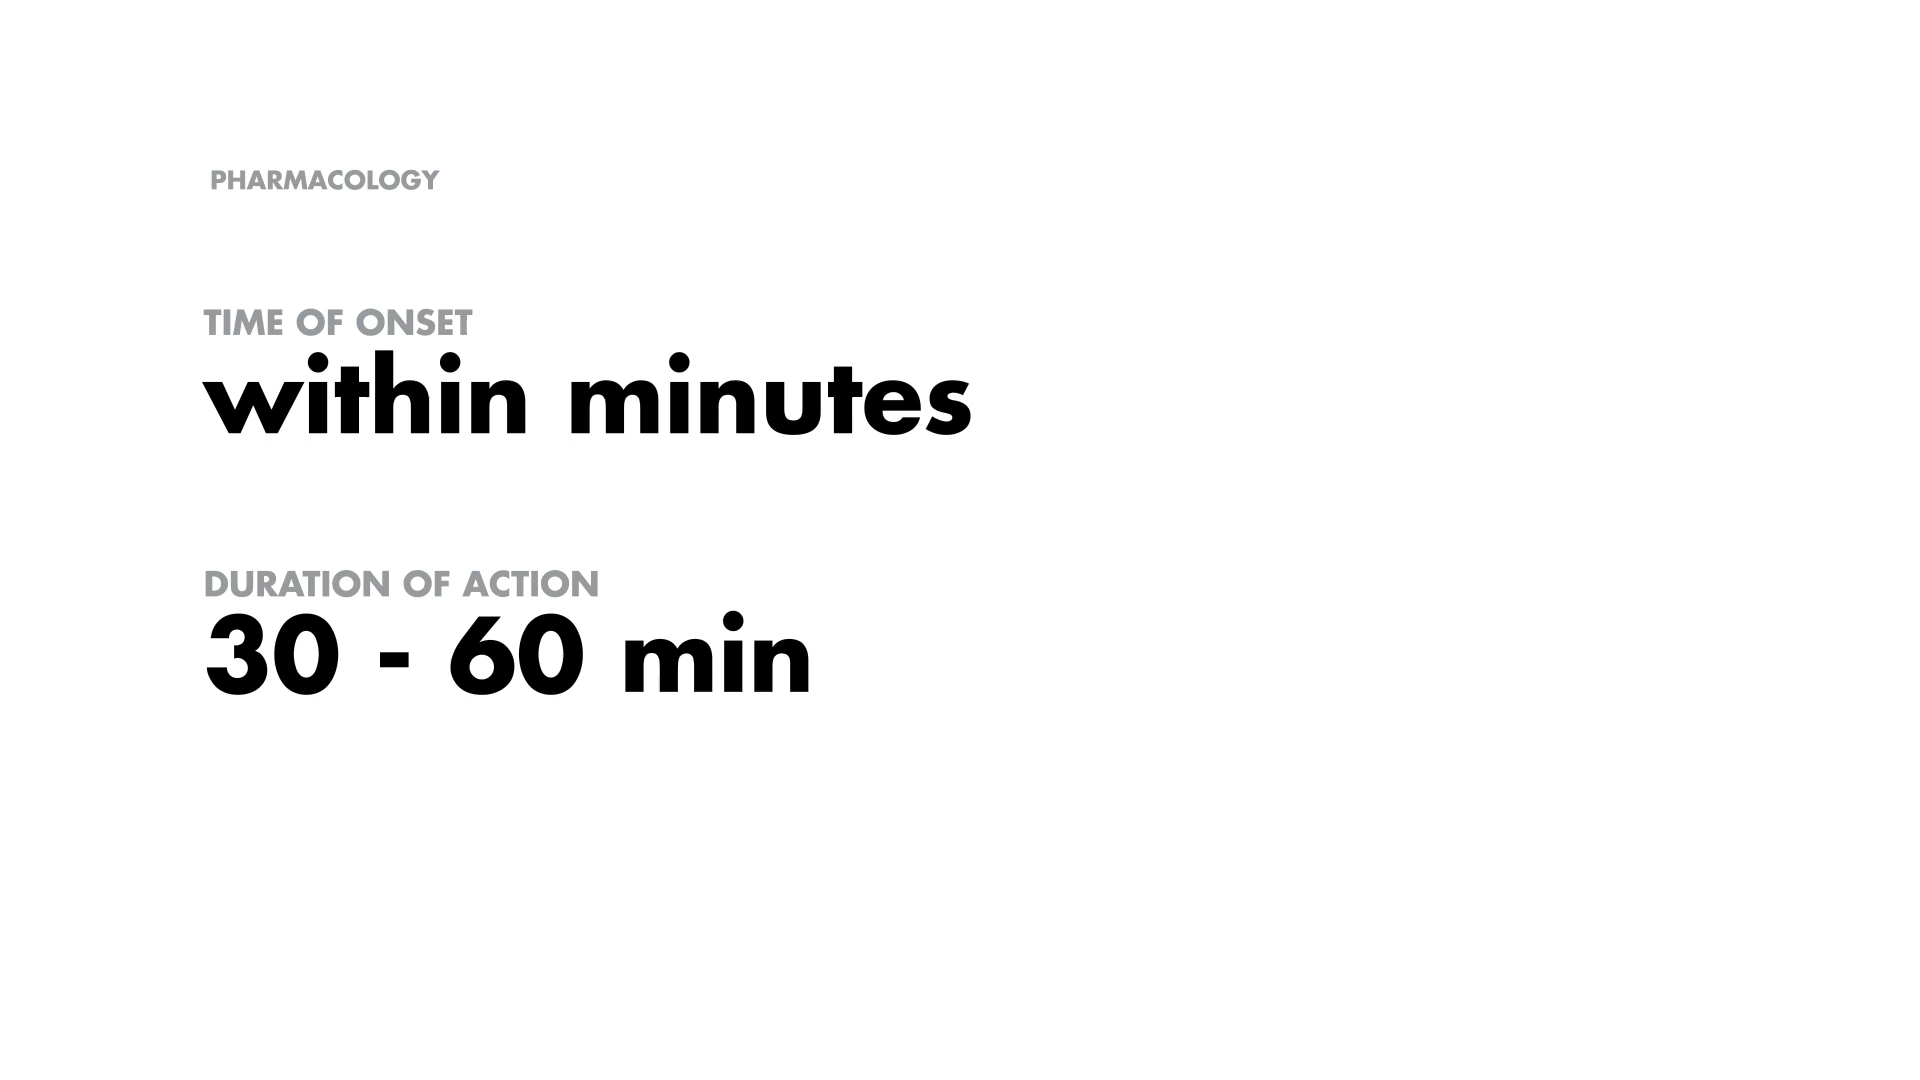 PHARMACOLOGY
TIME OF ONSET
within minutes
DURATION OF ACTION
30 - 60 min